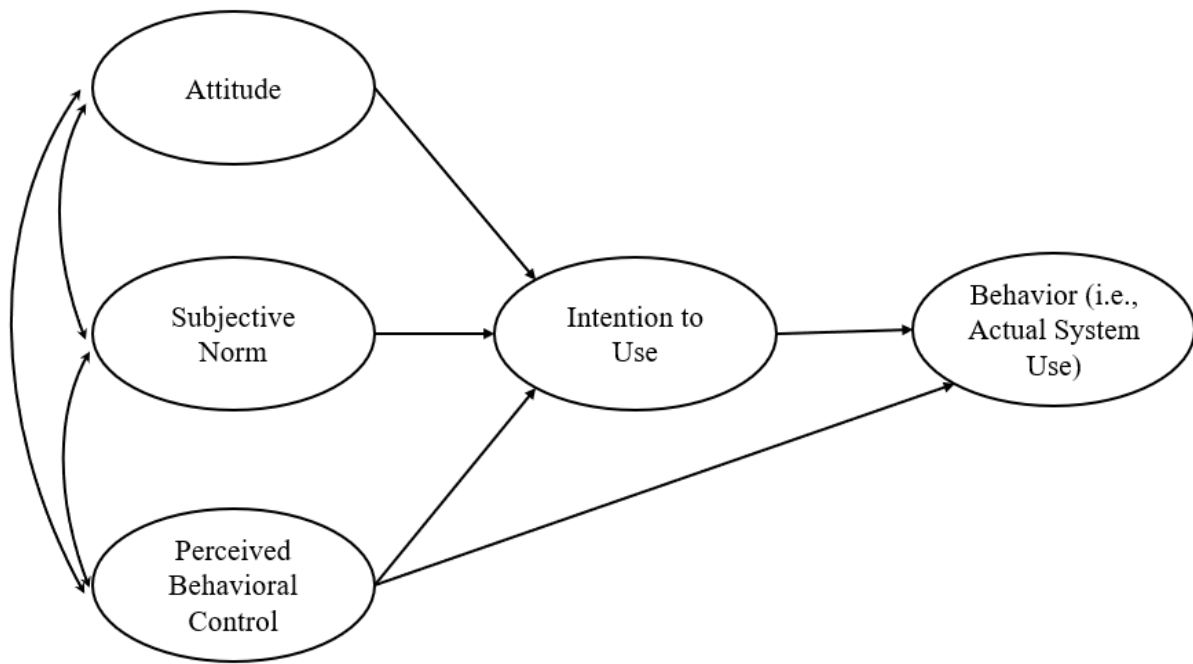 Attitude
Subjective
Norm
Intention to
Use
Behavior (i.e.,
Actual System
Use)
Perceived
Behavioral
Control